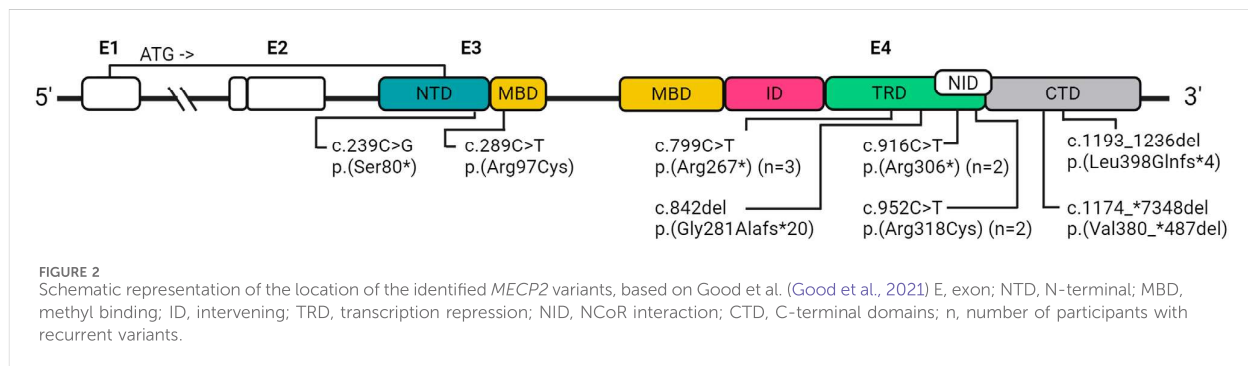 E1
ATG ->
E2
E3
E4
5'
NTD
MBD
MBD
ID
TRD
NID
CTD
3'
c.239C>G
p.(Ser80*)
c.289C>T
p.(Arg97Cys)
c.799C>T
p.(Arg267*) (n=3)
c.842del
p.(Gly281Alafs*20)
c.916C>T
p.(Arg306*) (n=2)
c.952C>T
p.(Arg318Cys) (n=2)
c.1193_1236del
p.(Leu398Glnfs*4)
c.1174_*7348del
p.(Val380_*487del)
FIGURE 2
Schematic representation of the location of the identified MECP2 variants, based on Good et al. (Good et al., 2021) E, exon; NTD, N-terminal; MBD,
methyl binding; ID, intervening; TRD, transcription repression; NID, NCoR interaction; CTD, C-terminal domains; n, number of participants with
recurrent variants.